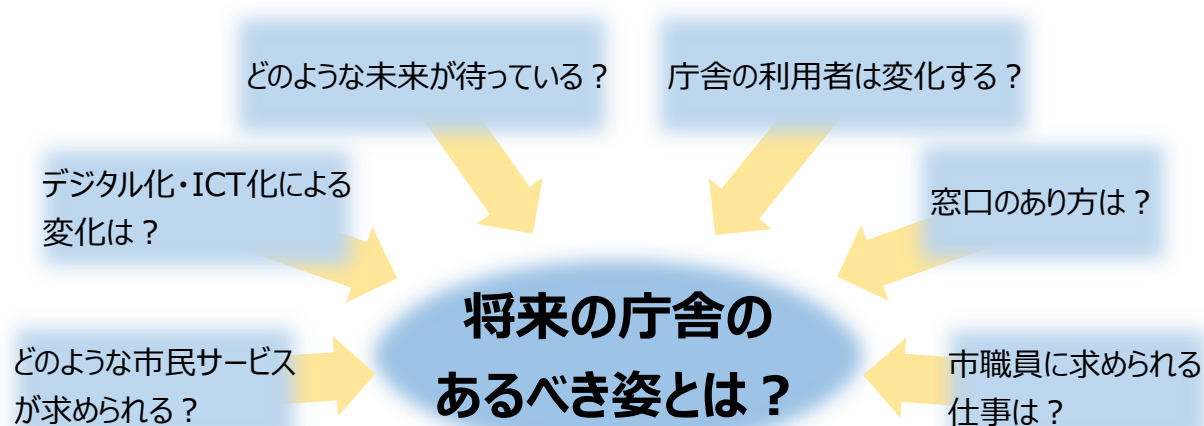 どのような未来が待っている？
庁舎の利用者は変化する？
デジタル化・ICT化による
変化は？
窓口のあり方は？
将来の庁舎の
あるべき姿とは？
どのような市民サービス
が求められる？
市職員に求められる
仕事は？